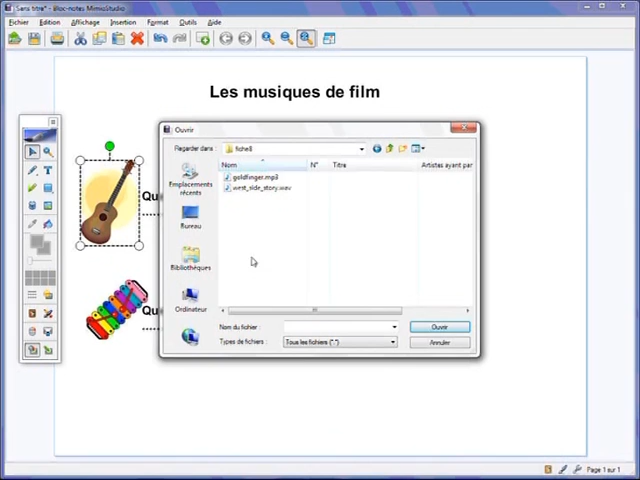 Sans titre* - Bloc-notes MimioStudio
Fichier Edition Affichage Insertion Format Outils Aide
Les musiques de film
Ouvrir
Regarder dans : fiche8
Nom N° Titre Artistes ayant par
goldfinger.mp3
west_side_story.wav
Emplacements
récents
Bureau
Bibliothèques
Ordinateur
Qu
Qu
Nom du fichier :
Ouvrir
Types de fichiers :
Tous les fichiers (*.*)
Annuler
Page 1 sur 1